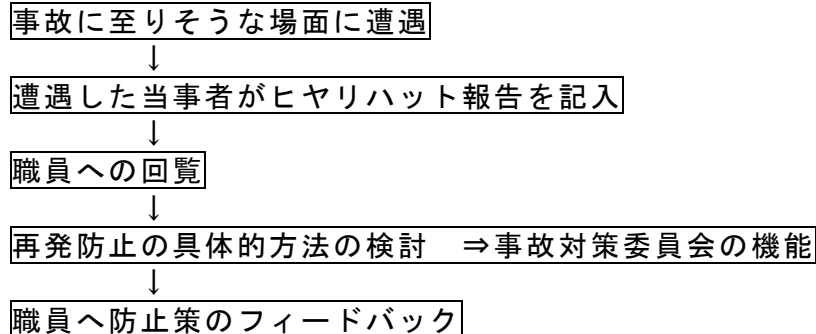 事故に至りそうな場面に遭遇
↓
遭遇した当事者がヒヤリハット報告を記入
↓
職員への回覧
↓
再発防止の具体的方法の検討　⇒事故対策委員会の機能
↓
職員へ防止策のフィードバック